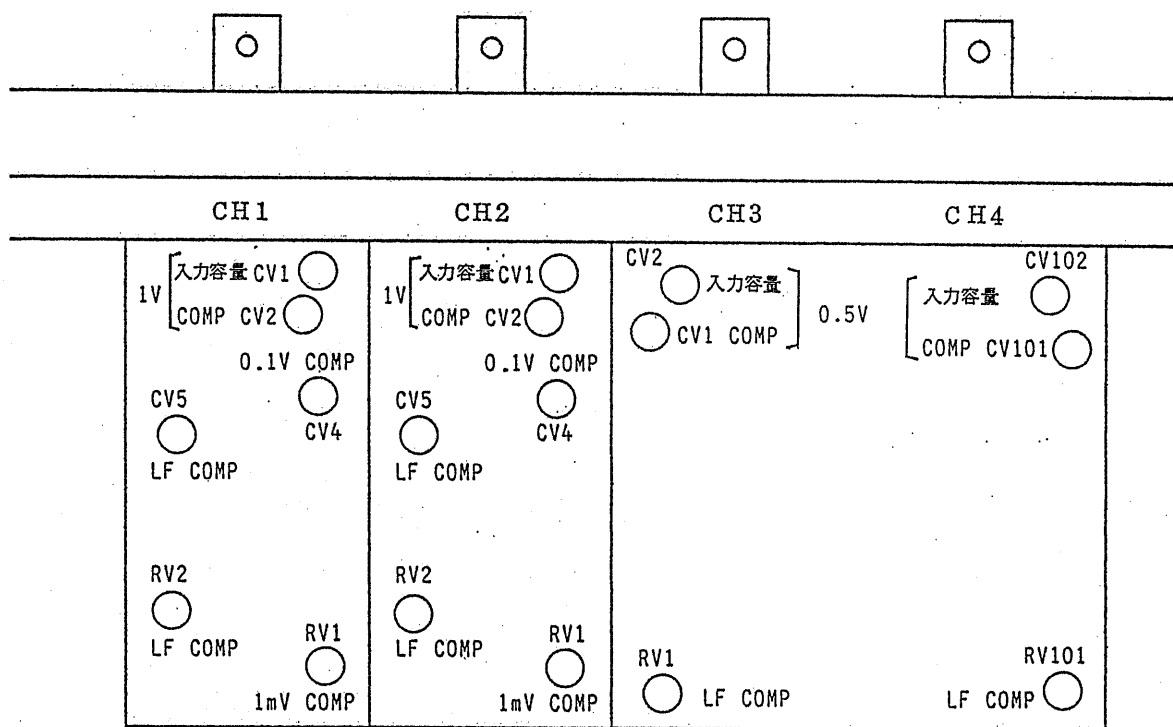 CH1
CH2
CH3
CH4
1V
入力容量 CV1
COMP CV2
0.1V COMP
CV4
CV5
LF COMP
RV2
LF COMP
RV1
1mV COMP
1V
入力容量 CV1
COMP CV2
0.1V COMP
CV4
CV5
LF COMP
RV2
LF COMP
RV1
1mV COMP
CV2
入力容量
CV1 COMP
0.5V
RV1
LF COMP
CV102
入力容量
COMP CV101
RV101
LF COMP